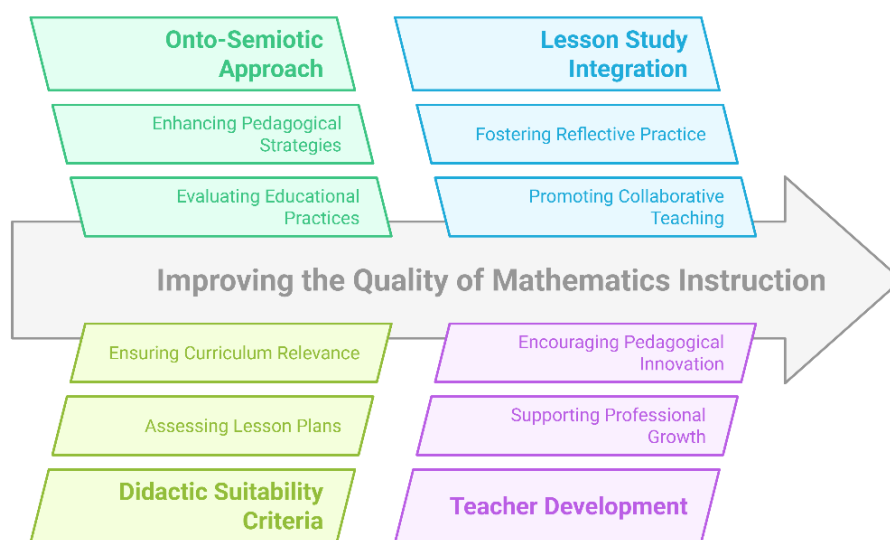 Onto-Semiotic
Approach
Enhancing Pedagogical
Strategies
Evaluating Educational
Practices
Lesson Study
Integration
Fostering Reflective Practice
Promoting Collaborative
Teaching
Improving the Quality of Mathematics Instruction
Ensuring Curriculum Relevance
Assessing Lesson Plans
Didactic Suitability
Criteria
Encouraging Pedagogical
Innovation
Supporting Professional
Growth
Teacher Development